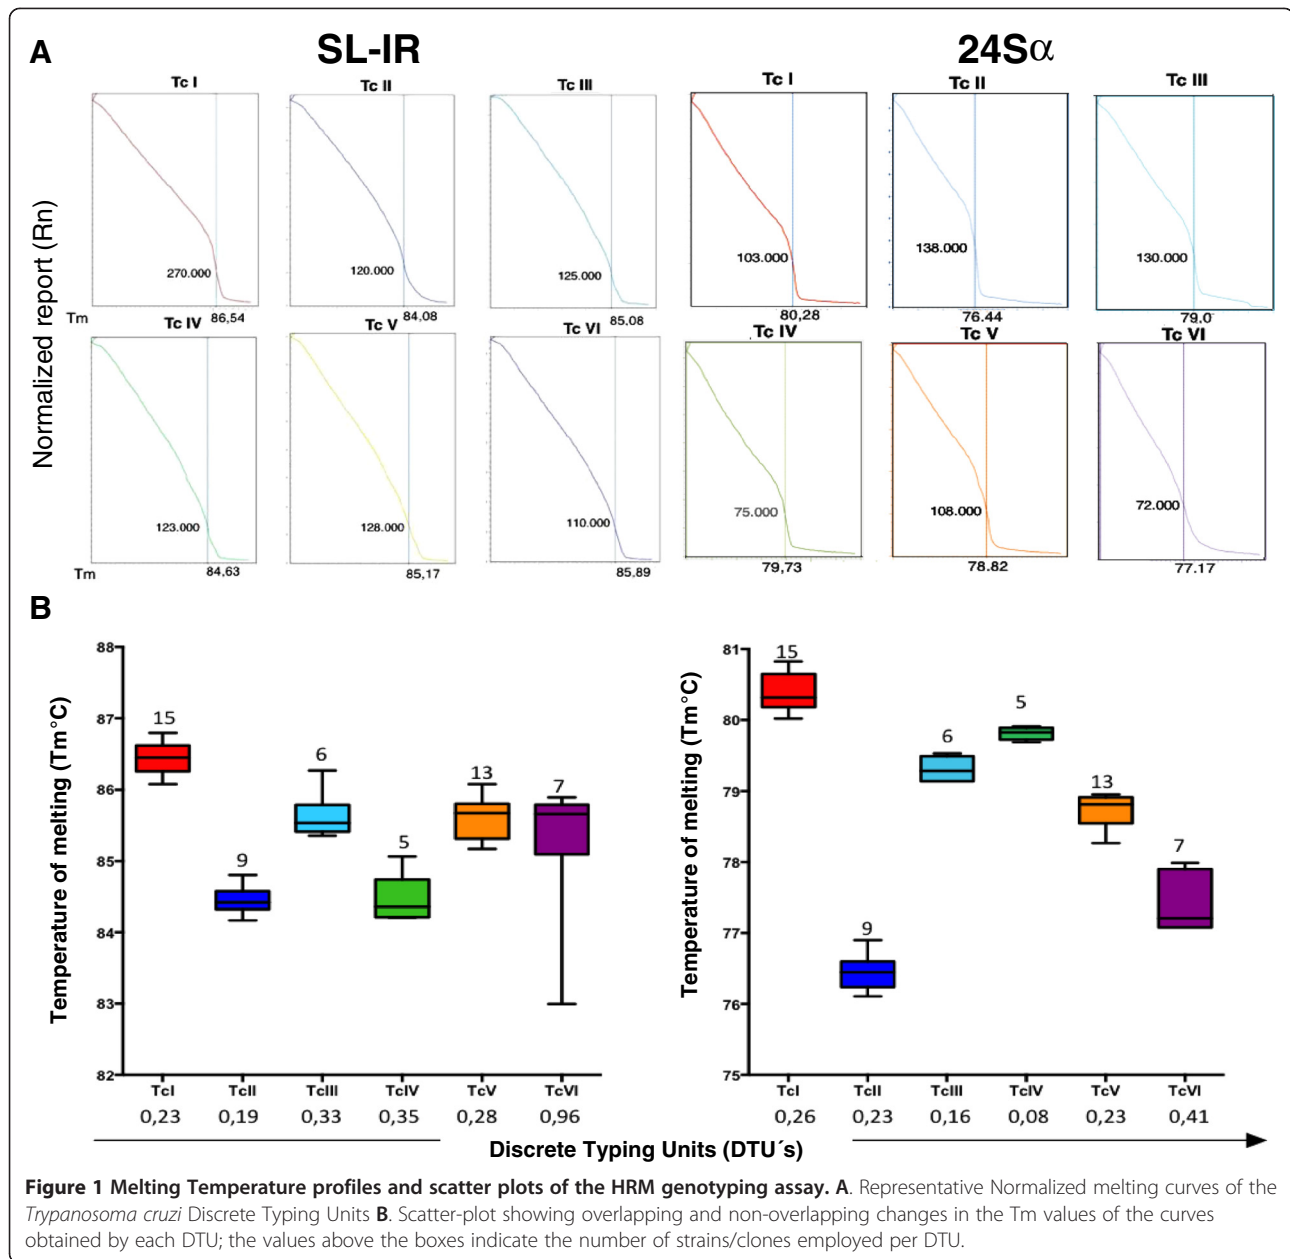 A
SL-IR
24Sα
Tc I
Tc II
Tc III
Tc I
Tc II
Tc III
Normalized report (Rn)
270.000
120.000
125.000
103.000
138.000
130.000
Tm
86,54
84,08
85.08
80,28
76.44
79,0
Tc IV
Tc V
Tc VI
Tc IV
Tc V
Tc VI
123.000
128.000
110.000
75.000
108.000
72.000
Tm
84,63
85,17
85,89
79,73
78.82
77.17
B
Temperature of melting (Tm°C)
88
87
86
85
84
83
82
15
9
6
5
13
7
TcI
TcII
TcIII
TcIV
TcV
TcVI
0,23
0,19
0,33
0,35
0,28
0,96
Temperature of melting (Tm°C)
81
80
79
78
77
76
75
15
9
6
5
13
7
TcI
TcII
TcIII
TcIV
TcV
TcVI
0,26
0,23
0,16
0,08
0,23
0,41
Discrete Typing Units (DTU´s)
Figure 1 Melting Temperature profiles and scatter plots of the HRM genotyping assay. A. Representative Normalized melting curves of the
Trypanosoma cruzi Discrete Typing Units B. Scatter-plot showing overlapping and non-overlapping changes in the Tm values of the curves
obtained by each DTU; the values above the boxes indicate the number of strains/clones employed per DTU.